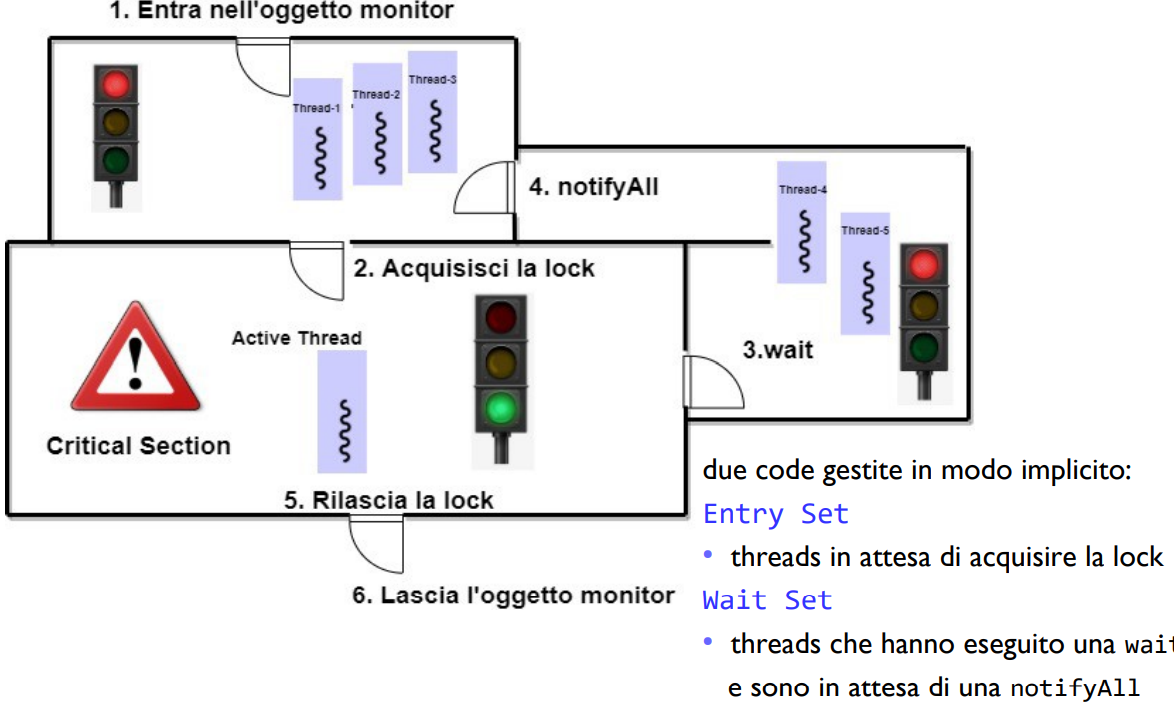 1. Entra nell'oggetto monitor
Thread-1
Thread-2
Thread-3
4. notifyAll
Thread-4
Thread-5
2. Acquisisci la lock
Active Thread
3.wait
Critical Section
5. Rilascia la lock
6. Lascia l'oggetto monitor
due code gestite in modo implicito:
Entry Set
• threads in attesa di acquisire la lock
Wait Set
• threads che hanno eseguito una wait
e sono in attesa di una notifyAll